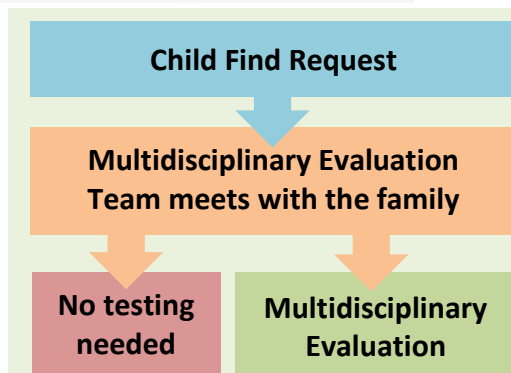 Child Find Request
Multidisciplinary Evaluation
Team meets with the family
No testing
needed
Multidisciplinary
Evaluation